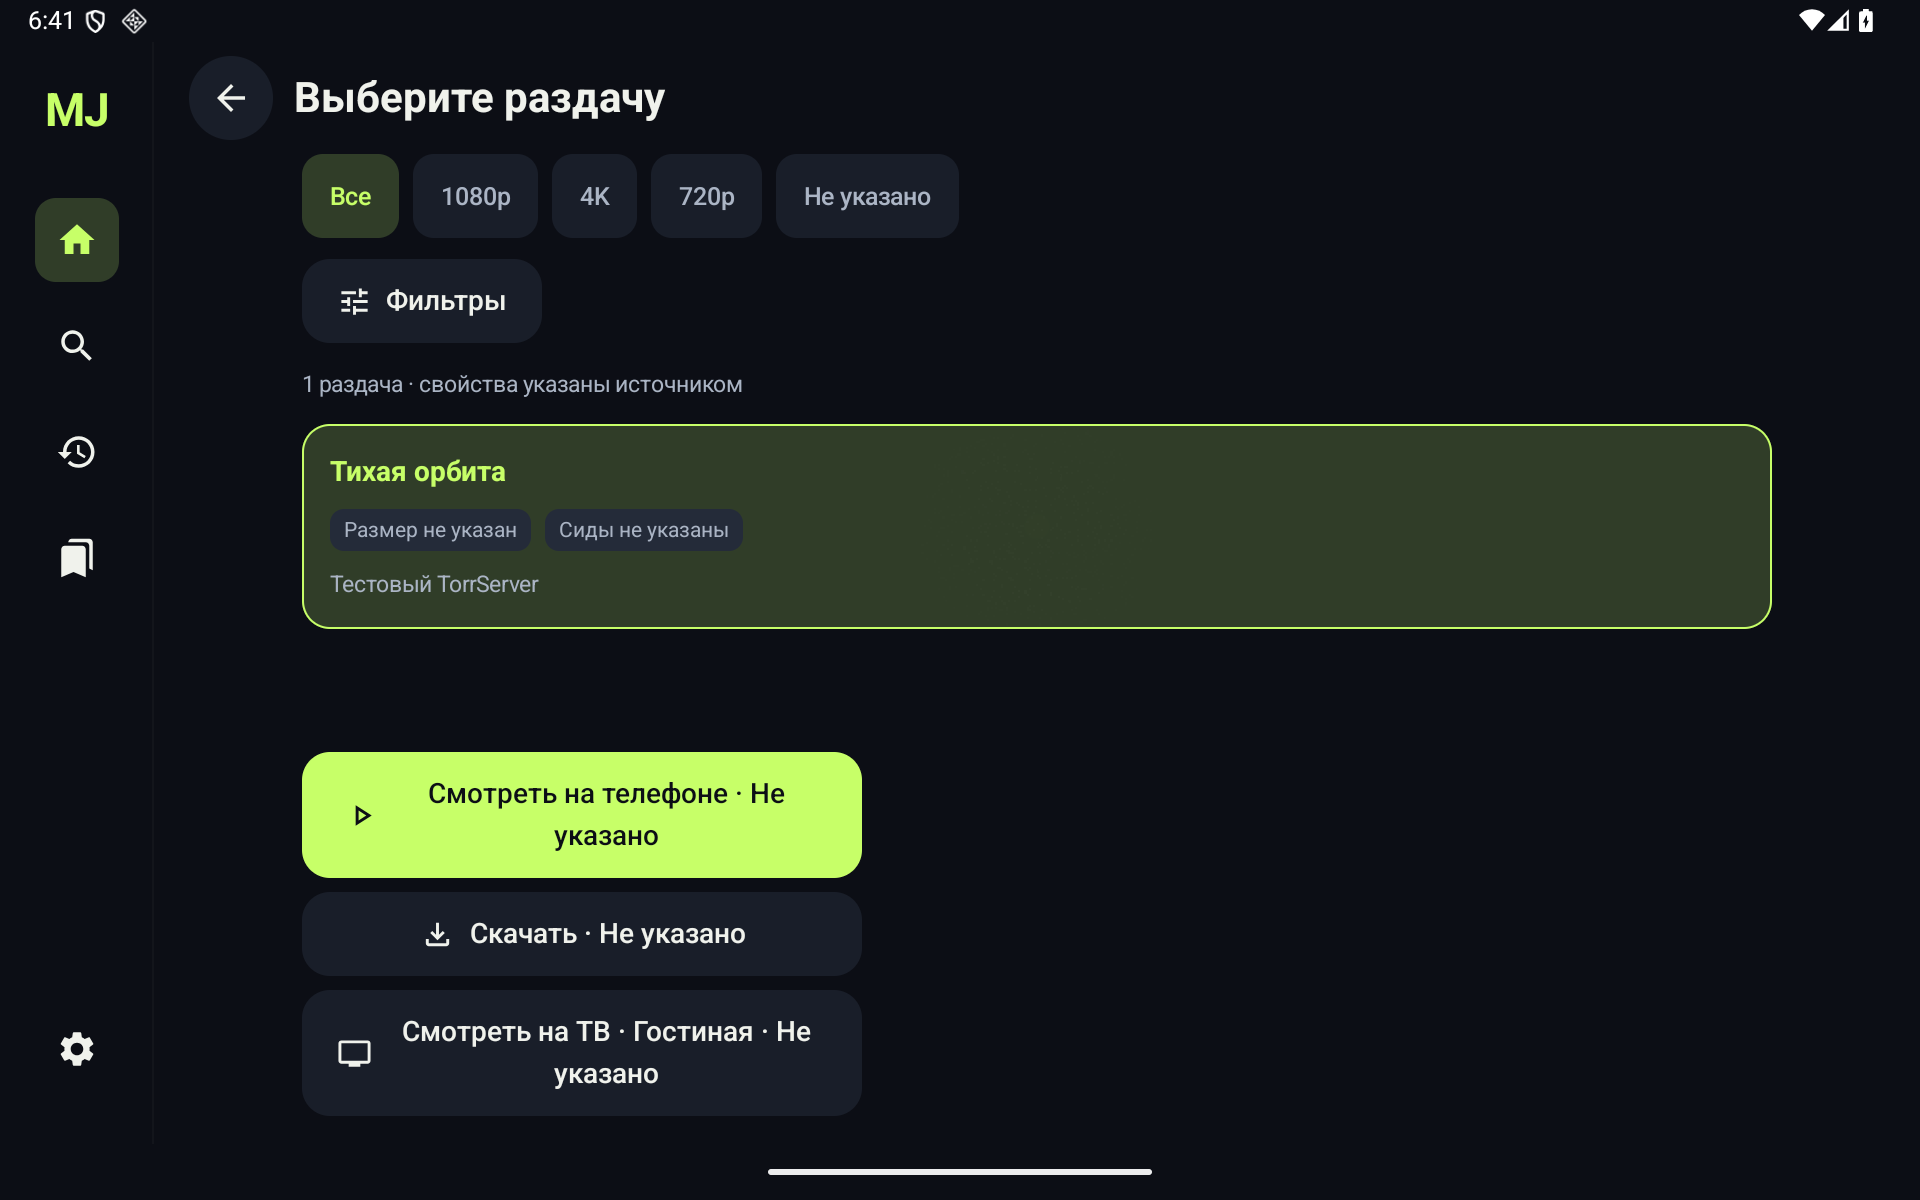 6:41
MJ
Выберите раздачу
Все
1080p
4K
720p
Не указано
Фильтры
1 раздача · свойства указаны источником
Тихая орбита
Размер не указан
Сиды не указаны
Тестовый TorrServer
Смотреть на телефоне · Не
указано
Скачать · Не указано
Смотреть на ТВ · Гостиная · Не
указано